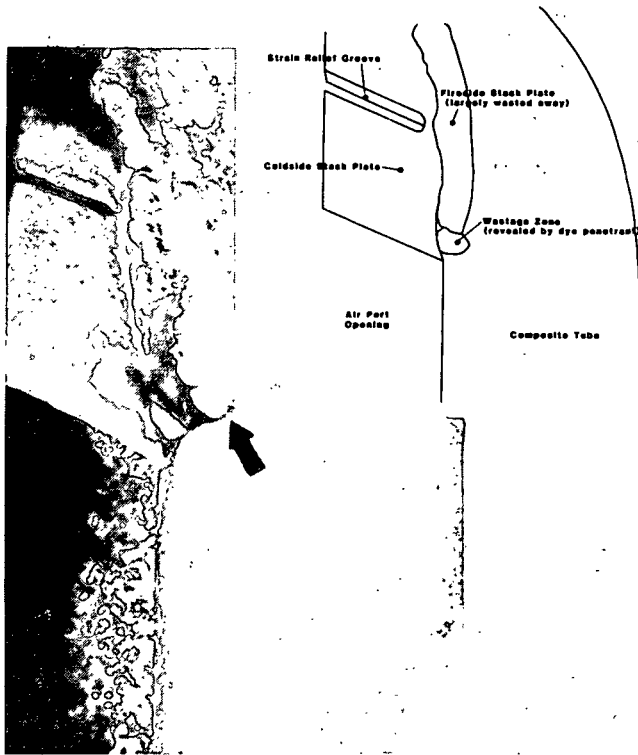 Strain Relief Groove
Fireside Stack Plate
(largely wasted away)
Coldside Stack Plate
Wastage Zone
(revealed by dye penetrant)
Air Port
Opening
Composite Tube